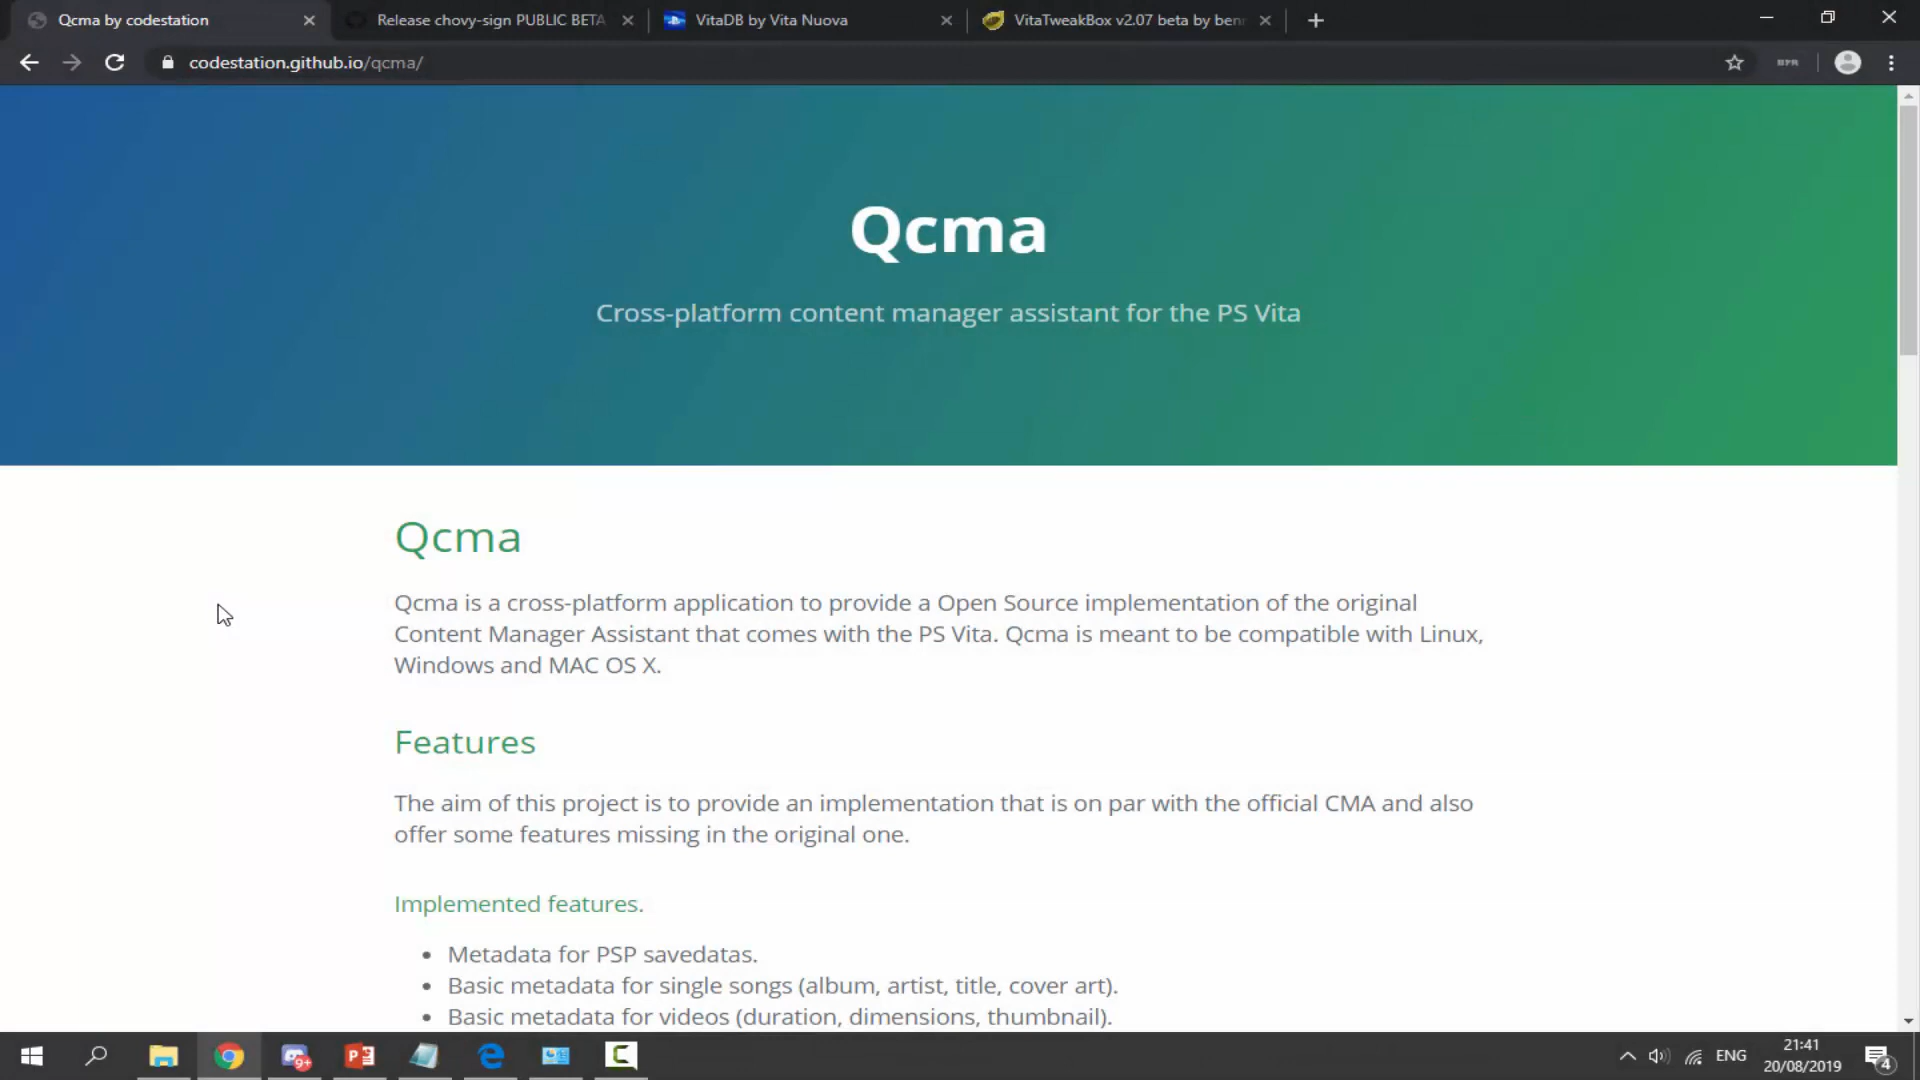 Qcma by codestation
Release chovy-sign PUBLIC BETA
VitaDB by Vita Nuova
VitaTweakBox v2.07 beta by ben
codestation.github.io/qcma/
Qcma
Cross-platform content manager assistant for the PS Vita
Qcma
Qcma is a cross-platform application to provide a Open Source implementation of the original
Content Manager Assistant that comes with the PS Vita. Qcma is meant to be compatible with Linux,
Windows and MAC OS X.
Features
The aim of this project is to provide an implementation that is on par with the official CMA and also
offer some features missing in the original one.
Implemented features.
• Metadata for PSP savedatas.
• Basic metadata for single songs (album, artist, title, cover art).
• Basic metadata for videos (duration, dimensions, thumbnail).
9+
ENG
21:41
20/08/2019
4